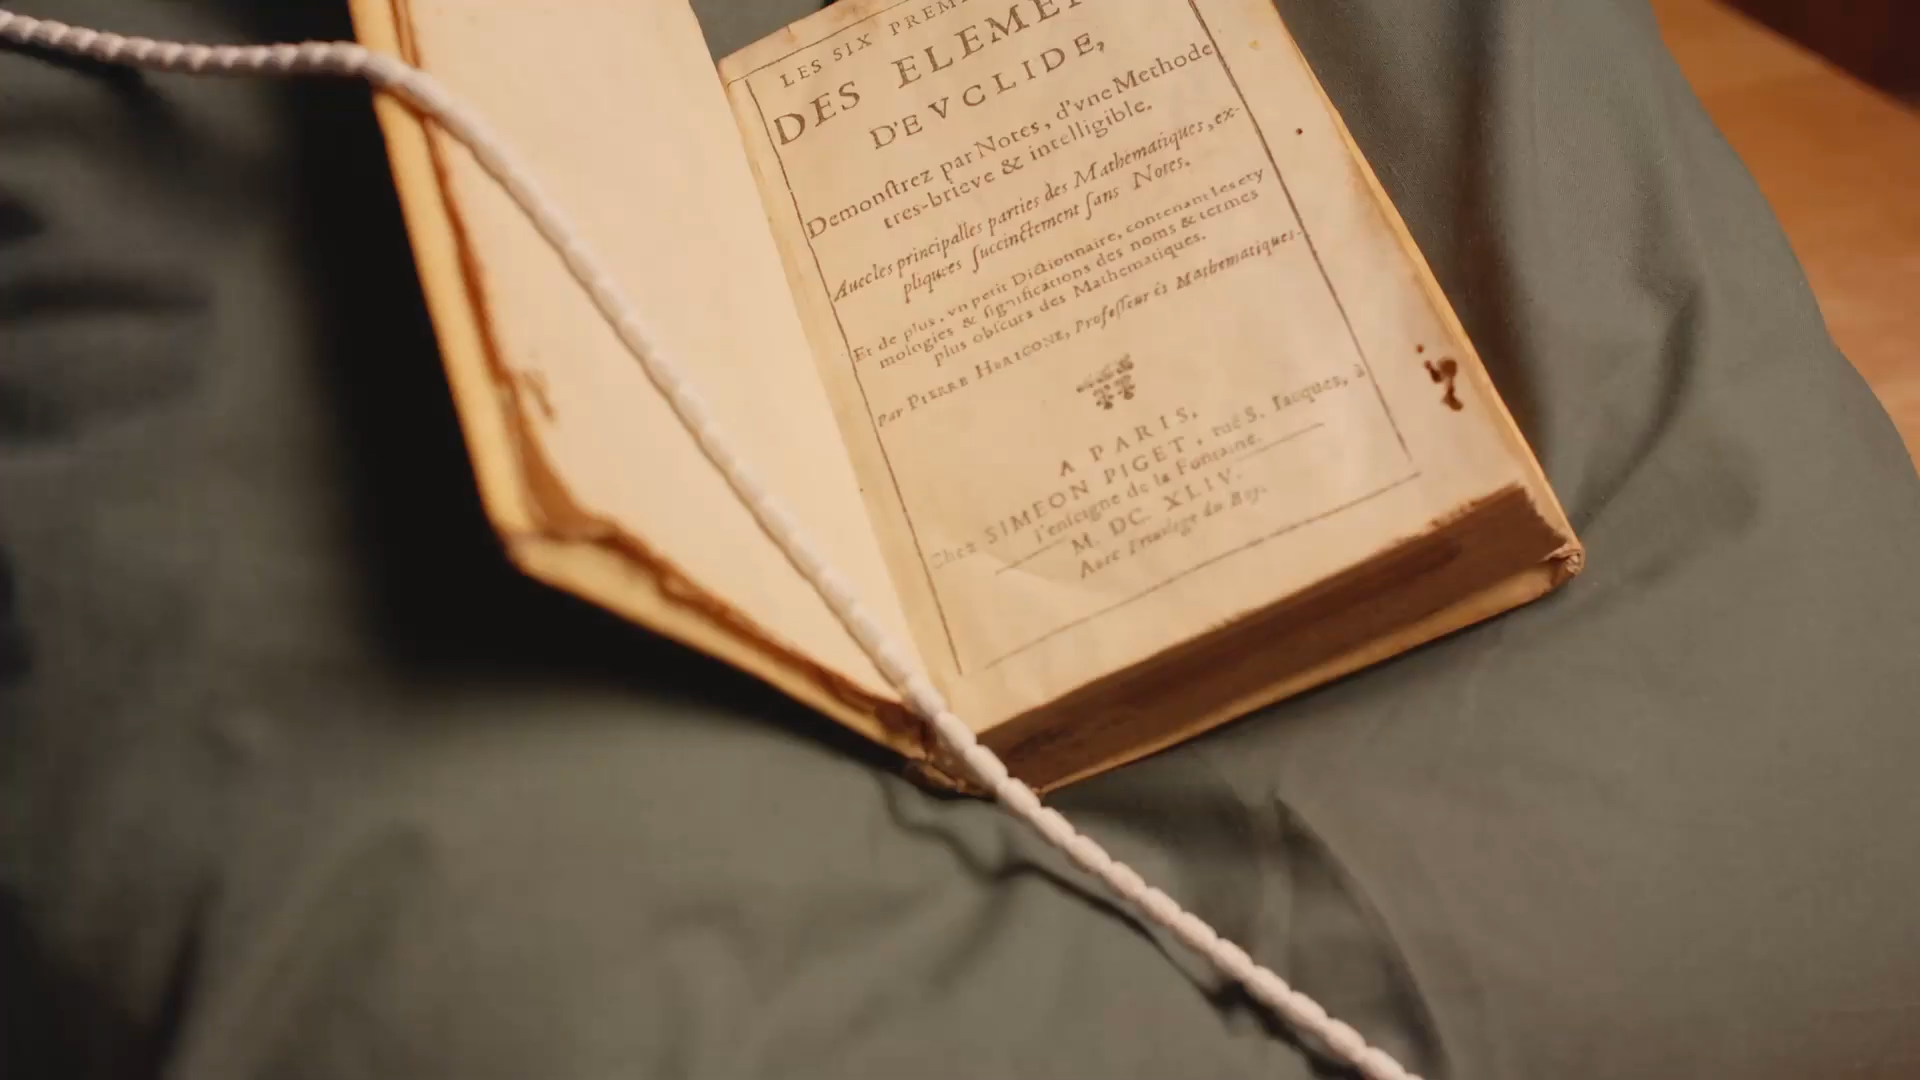 LES SIX PREM
DES ELEMEN
D'EVCLIDE,
Demonſtrez par Notes, d'vne Methode
tres-brieve & intelligible.
Auec les principalles parties des Mathematiques, ex-
pliquees ſuccinctement ſans Notes.
Et de plus, vn petit Dictionnaire, contenant les ety
mologies & ſignifications des noms & termes
plus obſcurs des Mathematiques.
Par PIERRE HERIGONE, Profeſſeur és Mathematiques.
A PARIS,
Chez SIMEON PIGET, ruë S. Iacques, à
l'enſeigne de la Fontaine.
M. DC. XLIV.
Auec Priuilege du Roy.